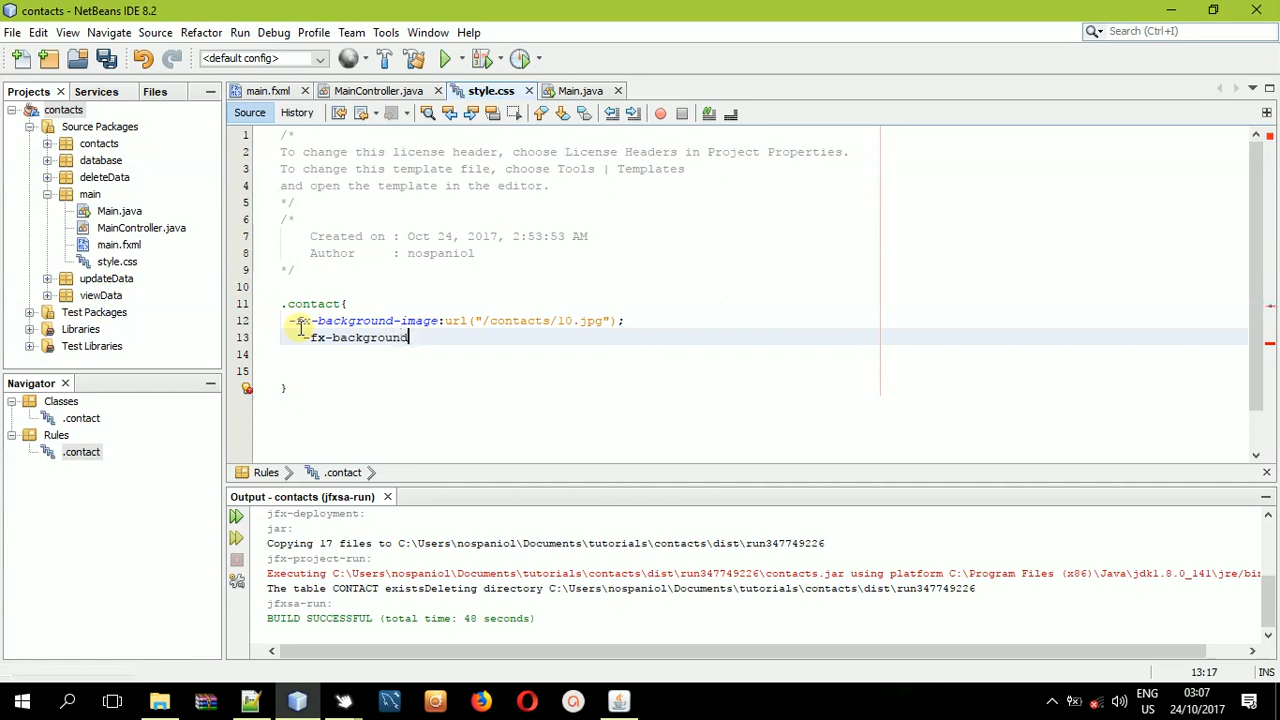 contacts - NetBeans IDE 8.2
File Edit View Navigate Source Refactor Run Debug Profile Team Tools Window Help
Search (Ctrl+I)
<default config>
Projects Services Files
main.fxml MainController.java style.css Main.java
contacts
Source Packages
contacts
database
deleteData
main
Main.java
MainController.java
main.fxml
style.css
updateData
viewData
Test Packages
Libraries
Test Libraries
Source History
1 /*
2 To change this license header, choose License Headers in Project Properties.
3 To change this template file, choose Tools | Templates
4 and open the template in the editor.
5 */
6 /*
7 Created on : Oct 24, 2017, 2:53:53 AM
8 Author : nospaniol
9 */
10
11 .contact{
12 -fx-background-image:url("/contacts/10.jpg");
13 -fx-background
14
15
}
Navigator
Classes
.contact
Rules
.contact
Rules .contact
Output - contacts (jfxsa-run)
jfx-deployment:
jar:
Copying 17 files to C:\Users\nospaniol\Documents\tutorials\contacts\dist\run347749226
jfx-project-run:
Executing C:\Users\nospaniol\Documents\tutorials\contacts\dist\run347749226\contacts.jar using platform C:\Program Files (x86)\Java\jdk1.8.0_141\jre/bin
The table CONTACT existsDeleting directory C:\Users\nospaniol\Documents\tutorials\contacts\dist\run347749226
jfxsa-run:
BUILD SUCCESSFUL (total time: 48 seconds)
13:17 INS
ENG
US
03:07
24/10/2017